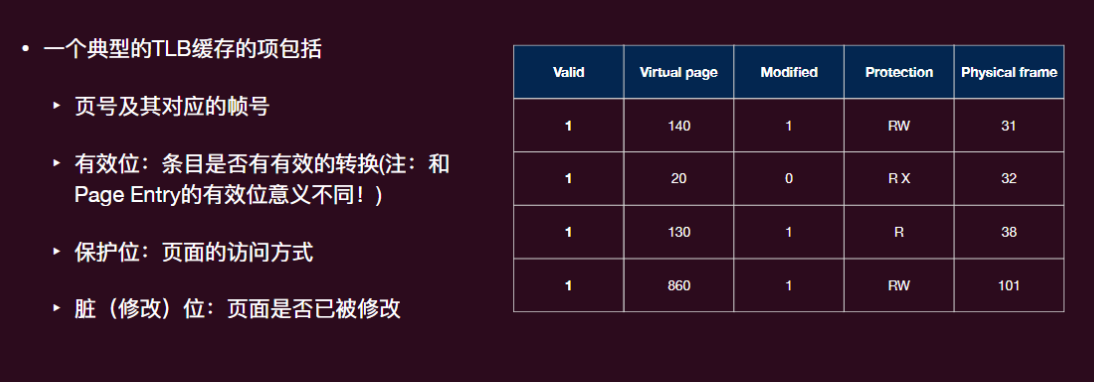 • 一个典型的TLB缓存的项包括
▸ 页号及其对应的帧号
▸ 有效位：条目是否有有效的转换(注：和
Page Entry的有效位意义不同！)
▸ 保护位：页面的访问方式
▸ 脏（修改）位：页面是否已被修改
Valid Virtual page Modified Protection Physical frame
1 140 1 RW 31
1 20 0 R X 32
1 130 1 R 38
1 860 1 RW 101